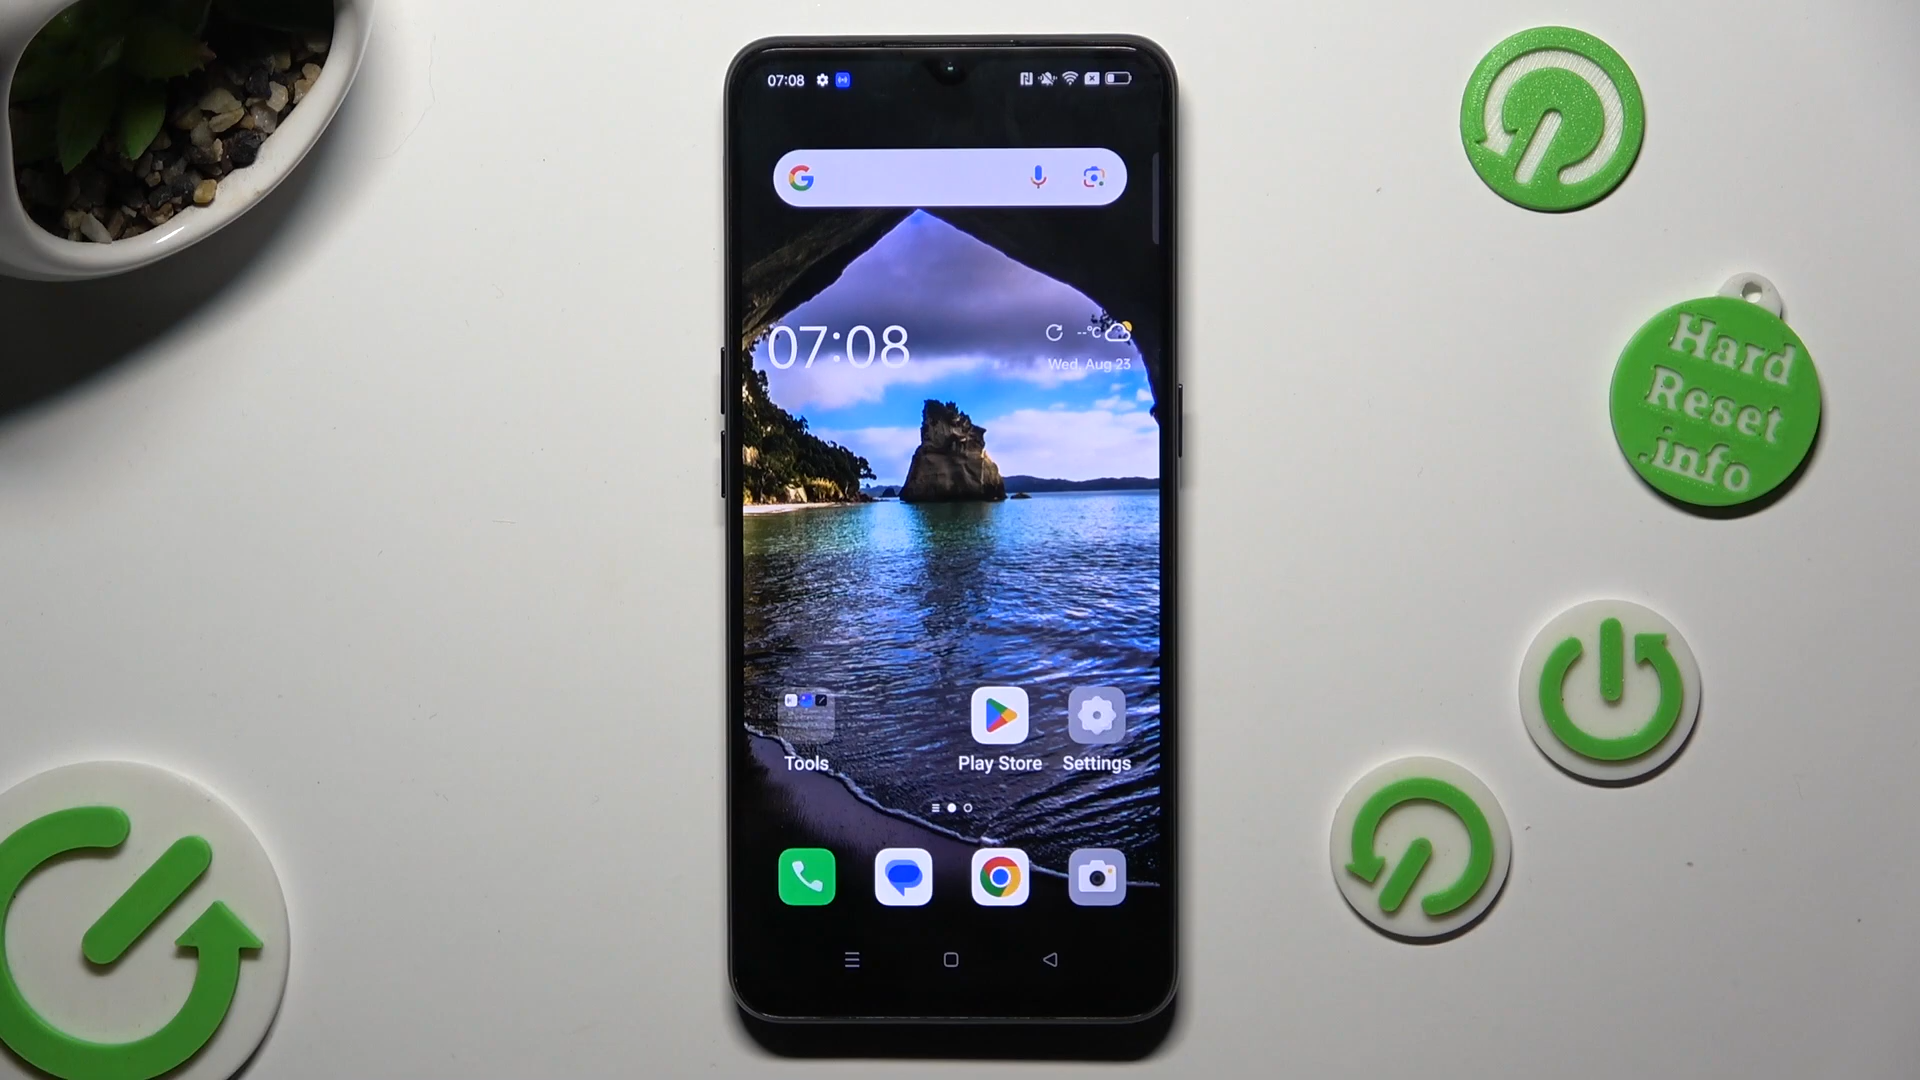 07:08
07:08
--°C
Wed, Aug 23
Tools
Play Store
Settings
Hard
Reset
.info